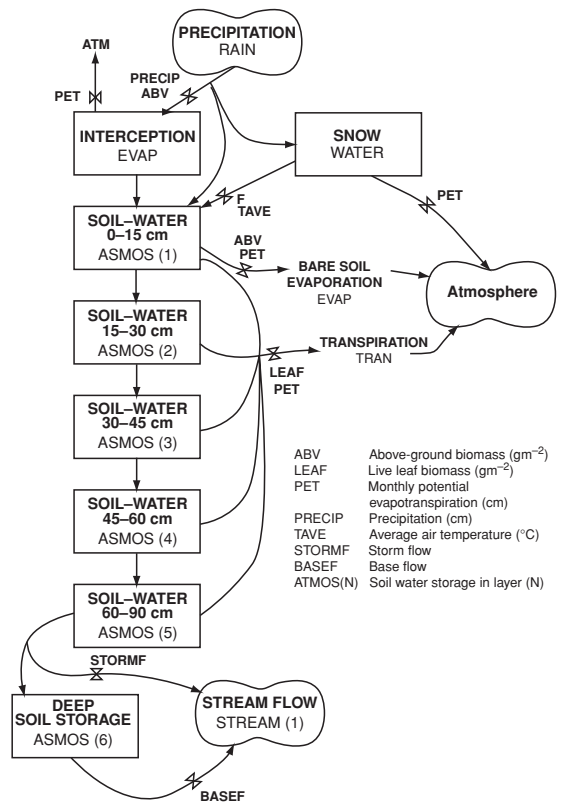 PRECIPITATION
RAIN
ATM
PRECIP
ABV
PET
INTERCEPTION
EVAP
SNOW
WATER
F
TAVE
PET
SOIL–WATER
0–15 cm
ASMOS (1)
ABV
PET
BARE SOIL
EVAPORATION
EVAP
Atmosphere
SOIL–WATER
15–30 cm
ASMOS (2)
TRANSPIRATION
TRAN
LEAF
PET
SOIL–WATER
30–45 cm
ASMOS (3)
SOIL–WATER
45–60 cm
ASMOS (4)
SOIL–WATER
60–90 cm
ASMOS (5)
ABV Above-ground biomass (gm⁻²)
LEAF Live leaf biomass (gm⁻²)
PET Monthly potential
evapotranspiration (cm)
PRECIP Precipitation (cm)
TAVE Average air temperature (°C)
STORMF Storm flow
BASEF Base flow
ATMOS(N) Soil water storage in layer (N)
STORMF
DEEP
SOIL STORAGE
ASMOS (6)
STREAM FLOW
STREAM (1)
BASEF